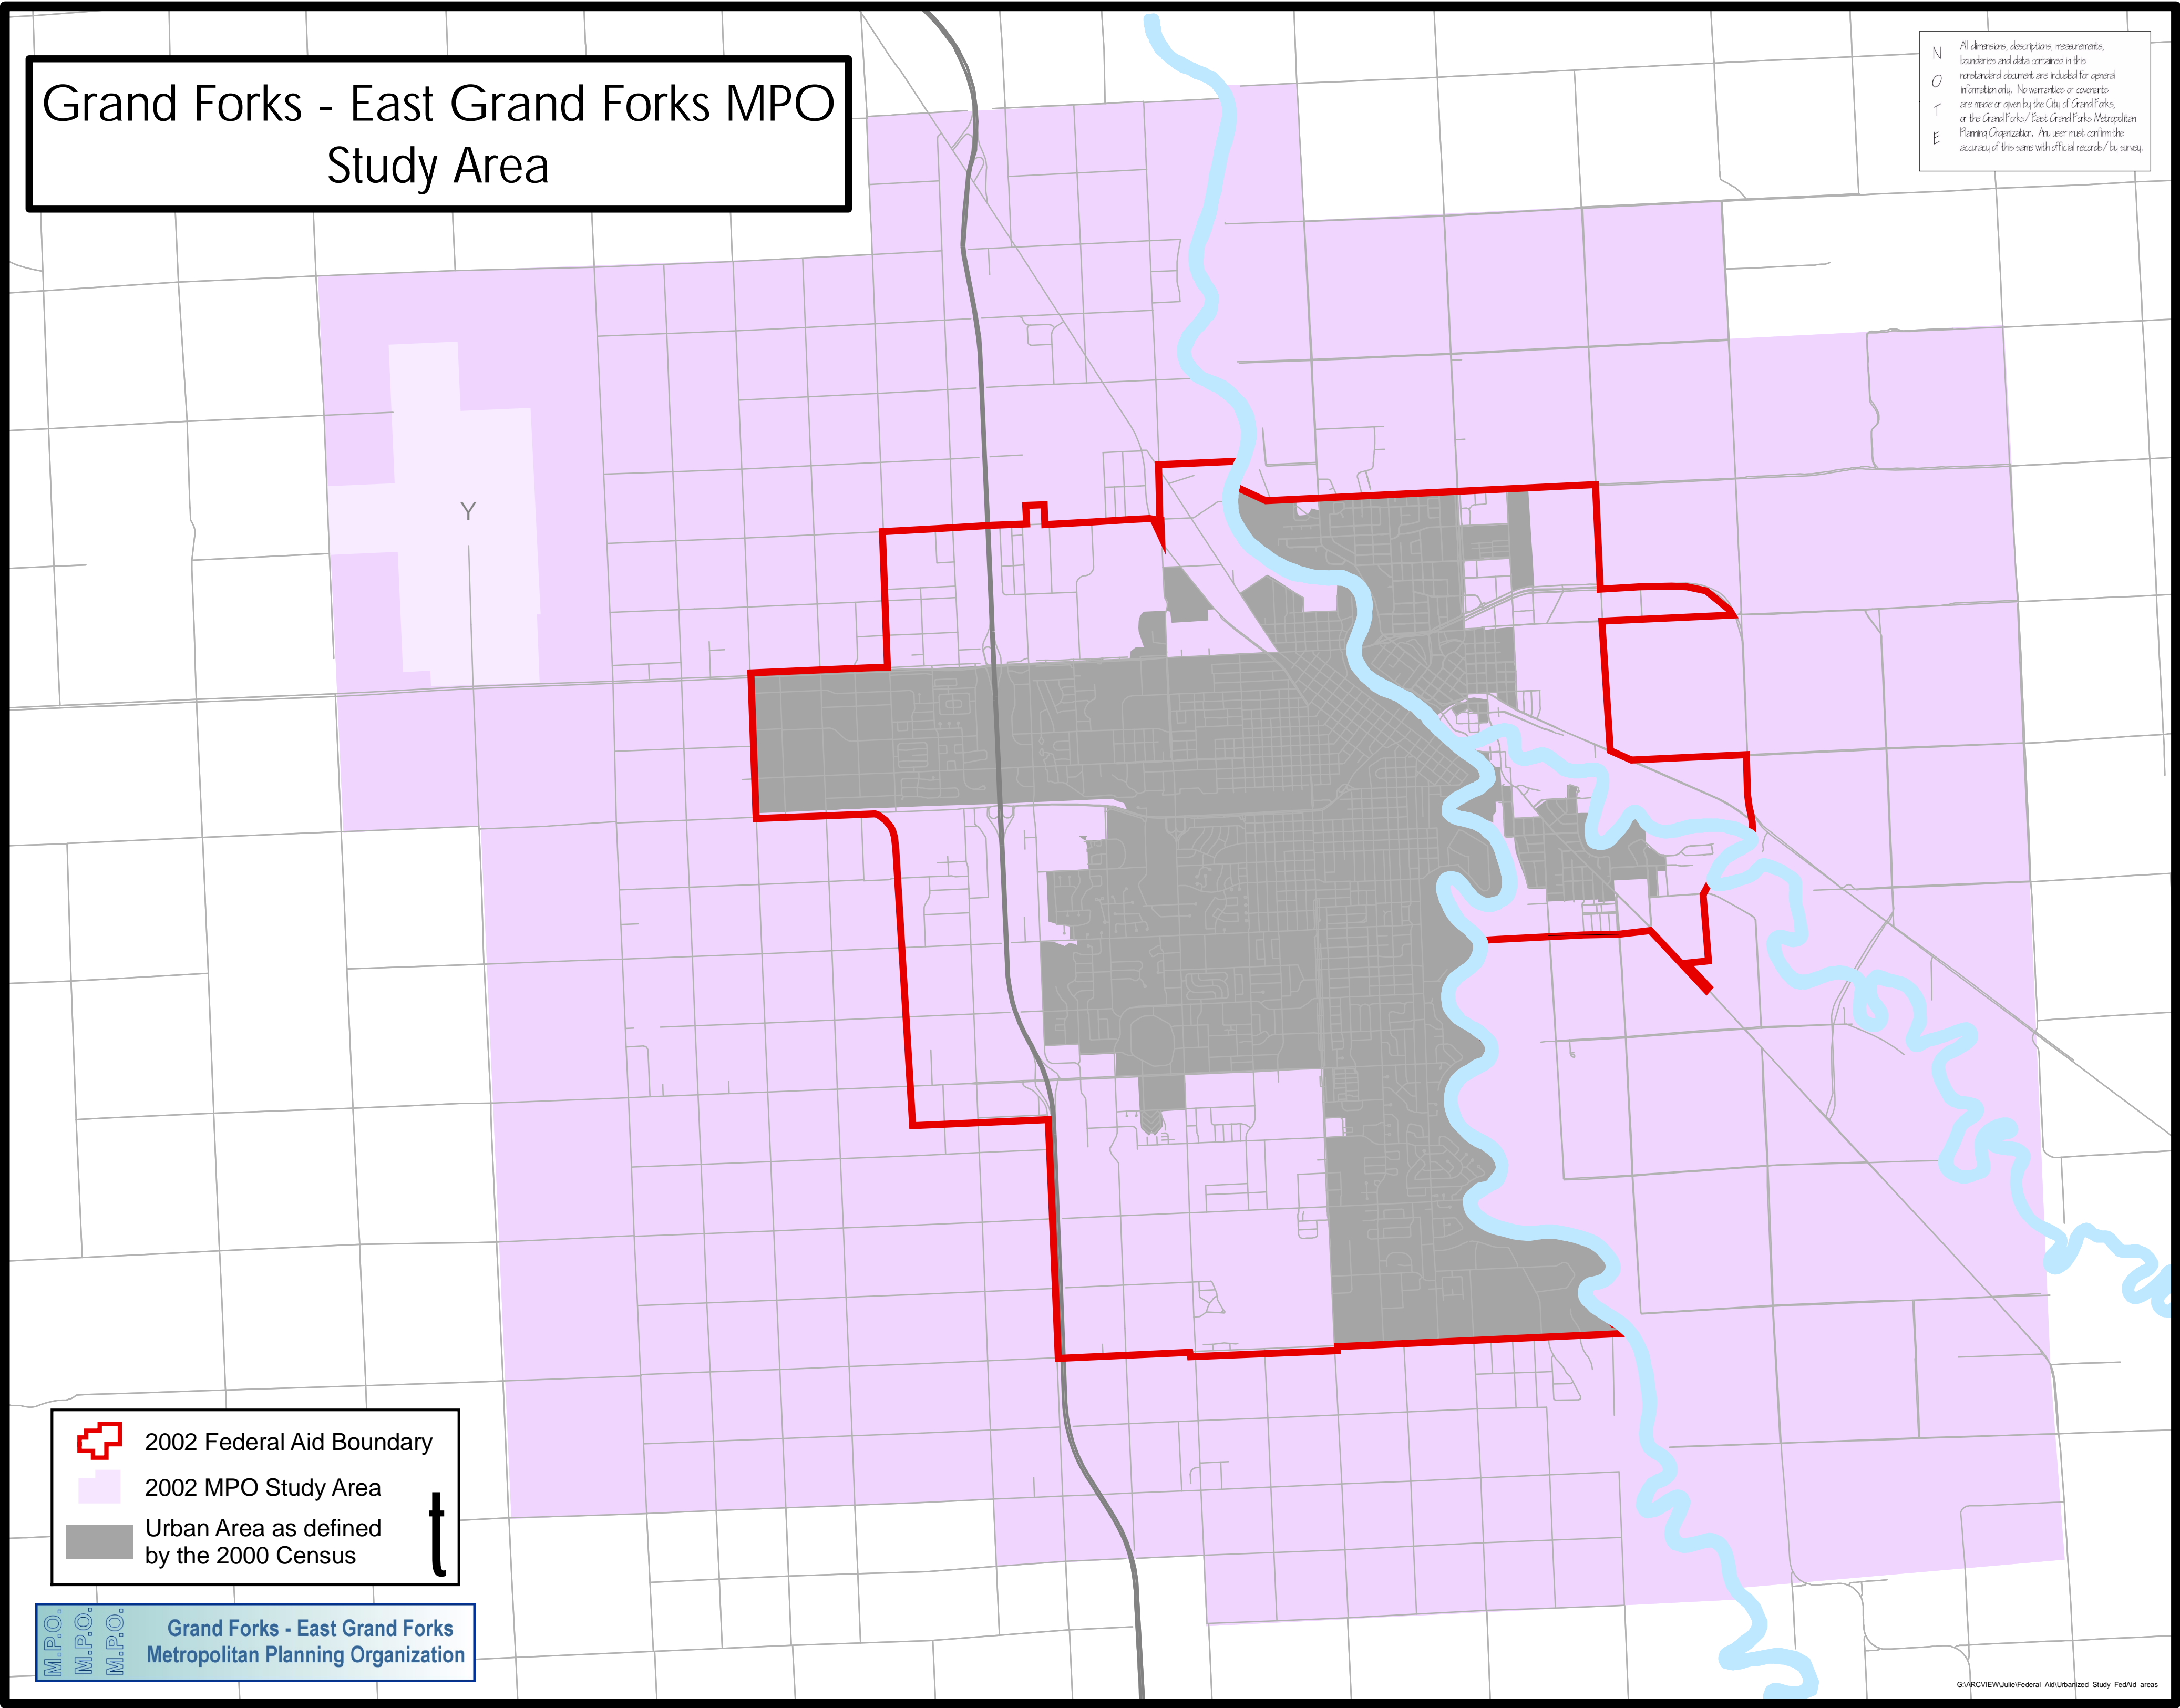 Grand Forks - East Grand Forks MPO
Study Area
N
O
T
E
All dimensions, descriptions, measurements,
boundaries and data contained in this
nonstandard document are included for general
information only. No warranties or covenants
are made or given by the City of Grand Forks,
or the Grand Forks/East Grand Forks Metropolitan
Planning Organization. Any user must confirm the
accuracy of this same with official records/ by survey.
Y
2002 Federal Aid Boundary
2002 MPO Study Area
Urban Area as defined
by the 2000 Census
t
M.P.O.
M.P.O.
M.P.O.
Grand Forks - East Grand Forks
Metropolitan Planning Organization
G:\ARCVIEW\Julie\Federal_Aid\Urbanized_Study_FedAid_areas